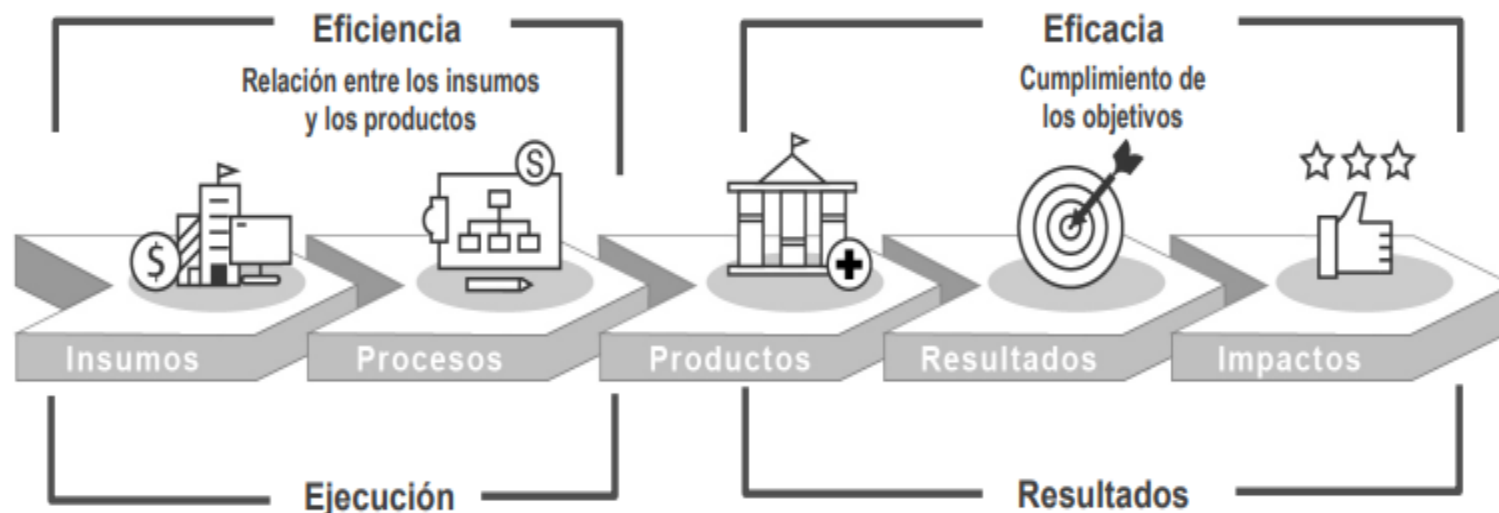 Eficiencia
Relación entre los insumos
y los productos
Eficacia
Cumplimiento de
los objetivos
S
$
Insumos
Procesos
Productos
Resultados
Impactos
Ejecución
Resultados